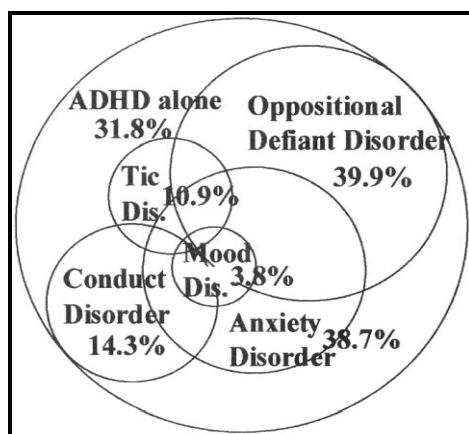 ADHD alone
31.8%
Oppositional
Defiant Disorder
39.9%
Tic
Dis.
10.9%
Mood
Dis.
3.8%
Conduct
Disorder
14.3%
Anxiety
Disorder
38.7%